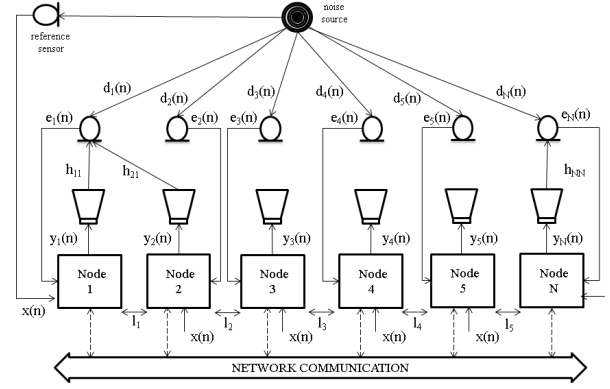 noise
source
reference
sensor
d1(n)
d2(n)
d3(n)
d4(n)
d5(n)
dN(n)
e1(n)
e2(n)
e3(n)
e4(n)
e5(n)
eN(n)
h11
h21
hNN
y1(n)
y2(n)
y3(n)
y4(n)
y5(n)
yN(n)
Node
1
Node
2
Node
3
Node
4
Node
5
Node
N
x(n)
l1
l2
l3
l4
l5
x(n)
x(n)
x(n)
x(n)
NETWORK COMMUNICATION